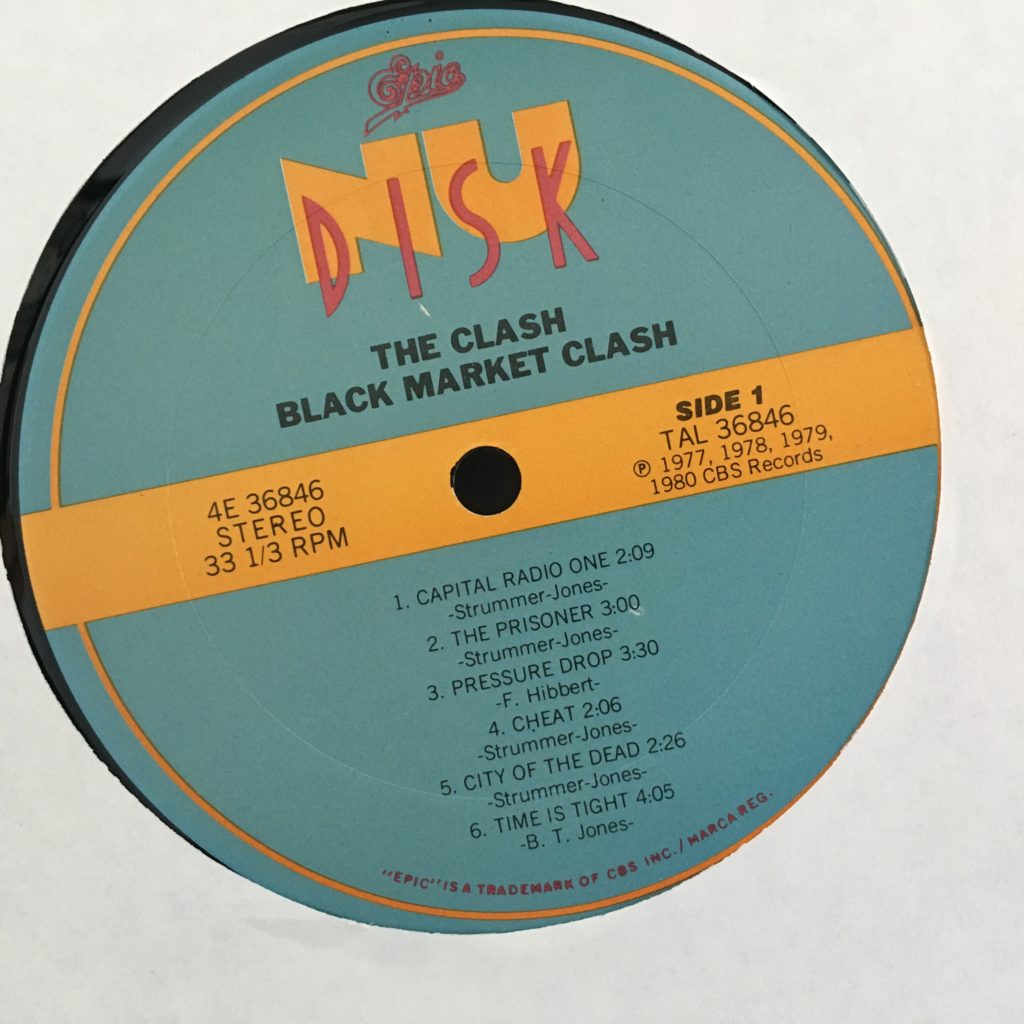 Epic
NU
DISK
THE CLASH
BLACK MARKET CLASH
SIDE 1
TAL 36846
℗ 1977, 1978, 1979,
1980 CBS Records
4E 36846
STEREO
33 1/3 RPM
1. CAPITAL RADIO ONE 2:09
-Strummer-Jones-
2. THE PRISONER 3:00
-Strummer-Jones-
3. PRESSURE DROP 3:30
-F. Hibbert-
4. CHEAT 2:06
-Strummer-Jones-
5. CITY OF THE DEAD 2:26
-Strummer-Jones-
6. TIME IS TIGHT 4:05
-B. T. Jones-
"EPIC" IS A TRADEMARK OF CBS INC./MARCA REG.